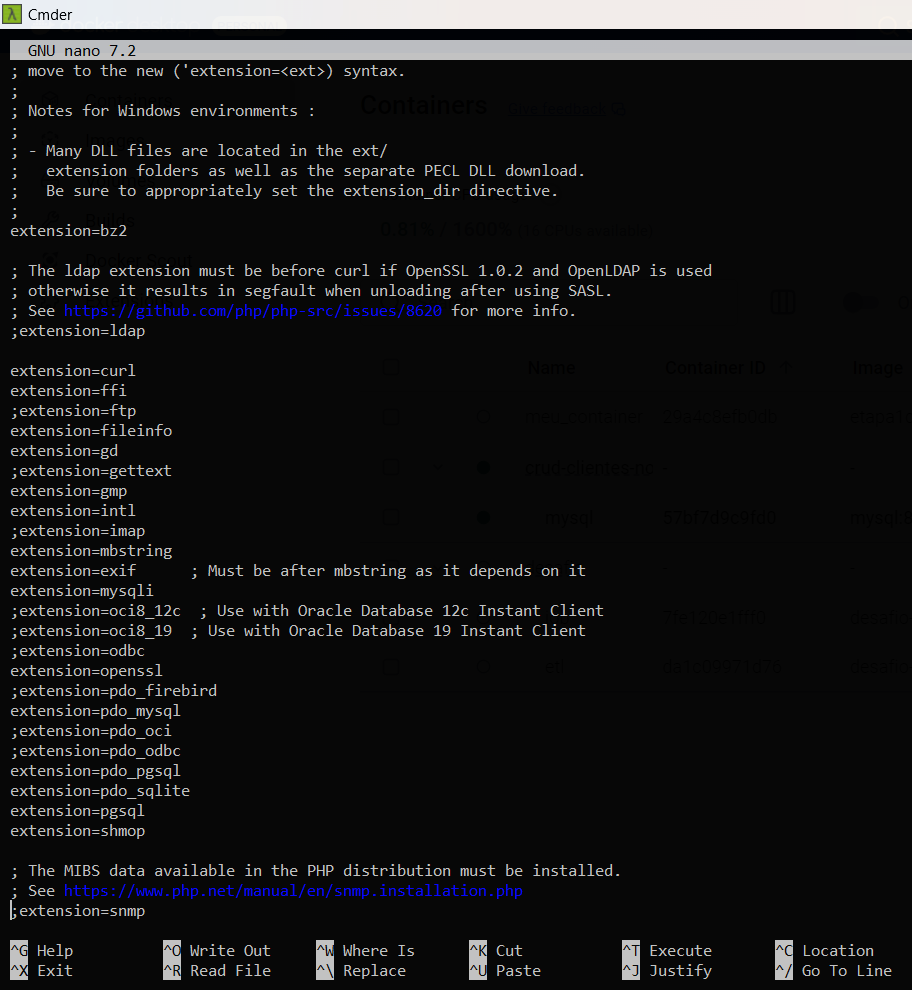 Cmder
GNU nano 7.2
; move to the new ('extension=<ext>) syntax.
;
; Notes for Windows environments :
;
; - Many DLL files are located in the ext/
;   extension folders as well as the separate PECL DLL download.
;   Be sure to appropriately set the extension_dir directive.
;
extension=bz2

; The ldap extension must be before curl if OpenSSL 1.0.2 and OpenLDAP is used
; otherwise it results in segfault when unloading after using SASL.
; See https://github.com/php/php-src/issues/8620 for more info.
;extension=ldap

extension=curl
extension=ffi
;extension=ftp
extension=fileinfo
extension=gd
;extension=gettext
extension=gmp
extension=intl
;extension=imap
extension=mbstring
extension=exif      ; Must be after mbstring as it depends on it
extension=mysqli
;extension=oci8_12c  ; Use with Oracle Database 12c Instant Client
;extension=oci8_19  ; Use with Oracle Database 19 Instant Client
;extension=odbc
extension=openssl
;extension=pdo_firebird
extension=pdo_mysql
;extension=pdo_oci
;extension=pdo_odbc
extension=pdo_pgsql
extension=pdo_sqlite
extension=pgsql
extension=shmop

; The MIBS data available in the PHP distribution must be installed.
; See https://www.php.net/manual/en/snmp.installation.php
;extension=snmp
^G Help ^O Write Out ^W Where Is ^K Cut ^T Execute ^C Location
^X Exit ^R Read File ^\ Replace ^U Paste ^J Justify ^/ Go To Line
Containers
Name Container ID Image